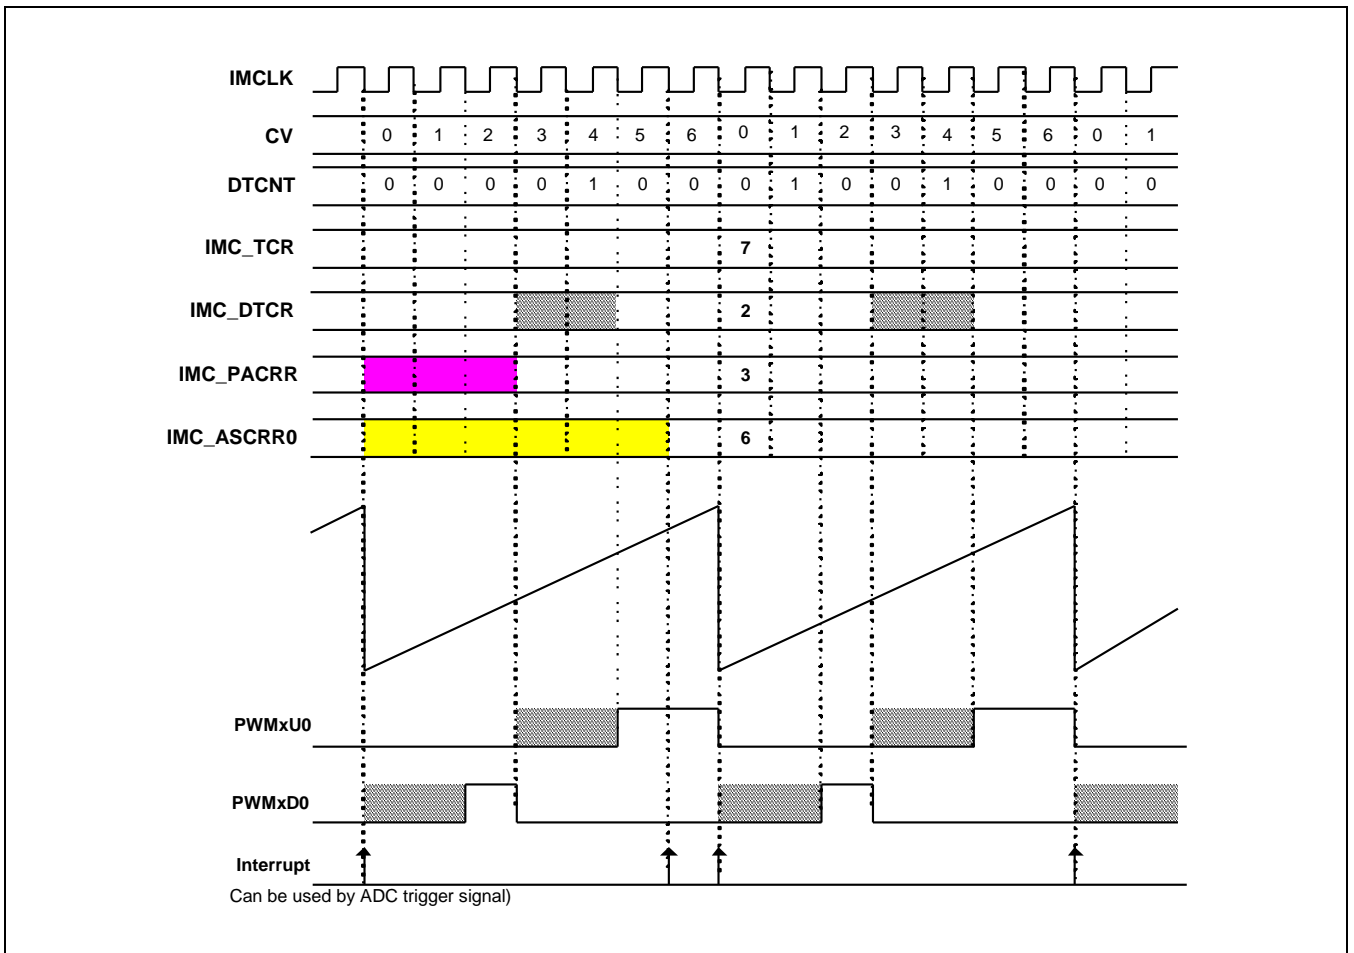 IMCLK
CV 0 1 2 3 4 5 6 0 1 2 3 4 5 6 0 1
DTCNT 0 0 0 0 1 0 0 0 1 0 0 1 0 0 0 0
IMC_TCR 7
IMC_DTCR 2
IMC_PACRR 3
IMC_ASCRR0 6
PWMxU0
PWMxD0
Interrupt
Can be used by ADC trigger signal)